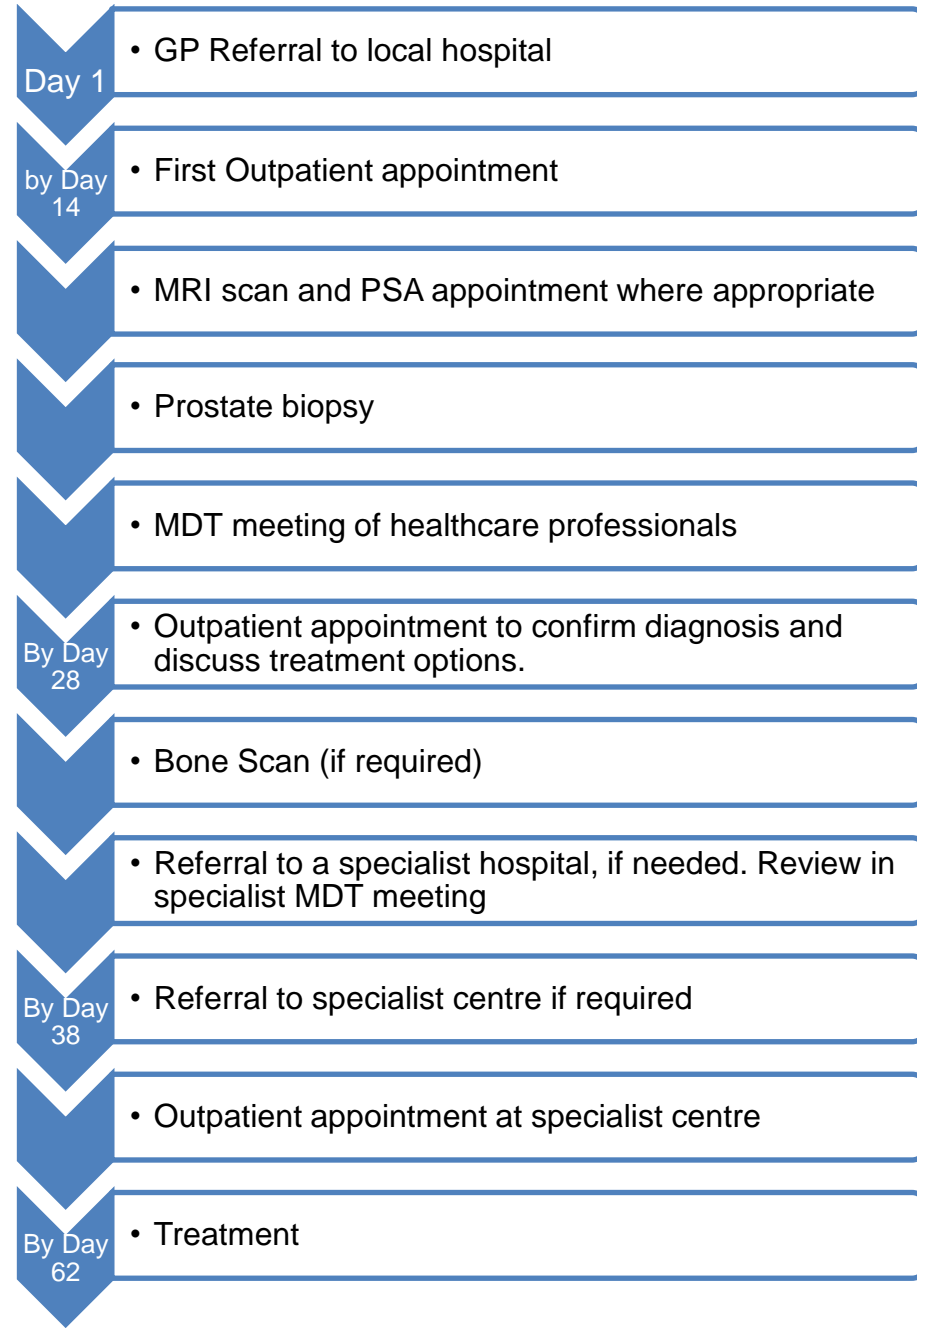 Day 1
• GP Referral to local hospital
by Day
14
• First Outpatient appointment
• MRI scan and PSA appointment where appropriate
• Prostate biopsy
• MDT meeting of healthcare professionals
By Day
28
• Outpatient appointment to confirm diagnosis and
discuss treatment options.
• Bone Scan (if required)
• Referral to a specialist hospital, if needed. Review in
specialist MDT meeting
By Day
38
• Referral to specialist centre if required
• Outpatient appointment at specialist centre
By Day
62
• Treatment